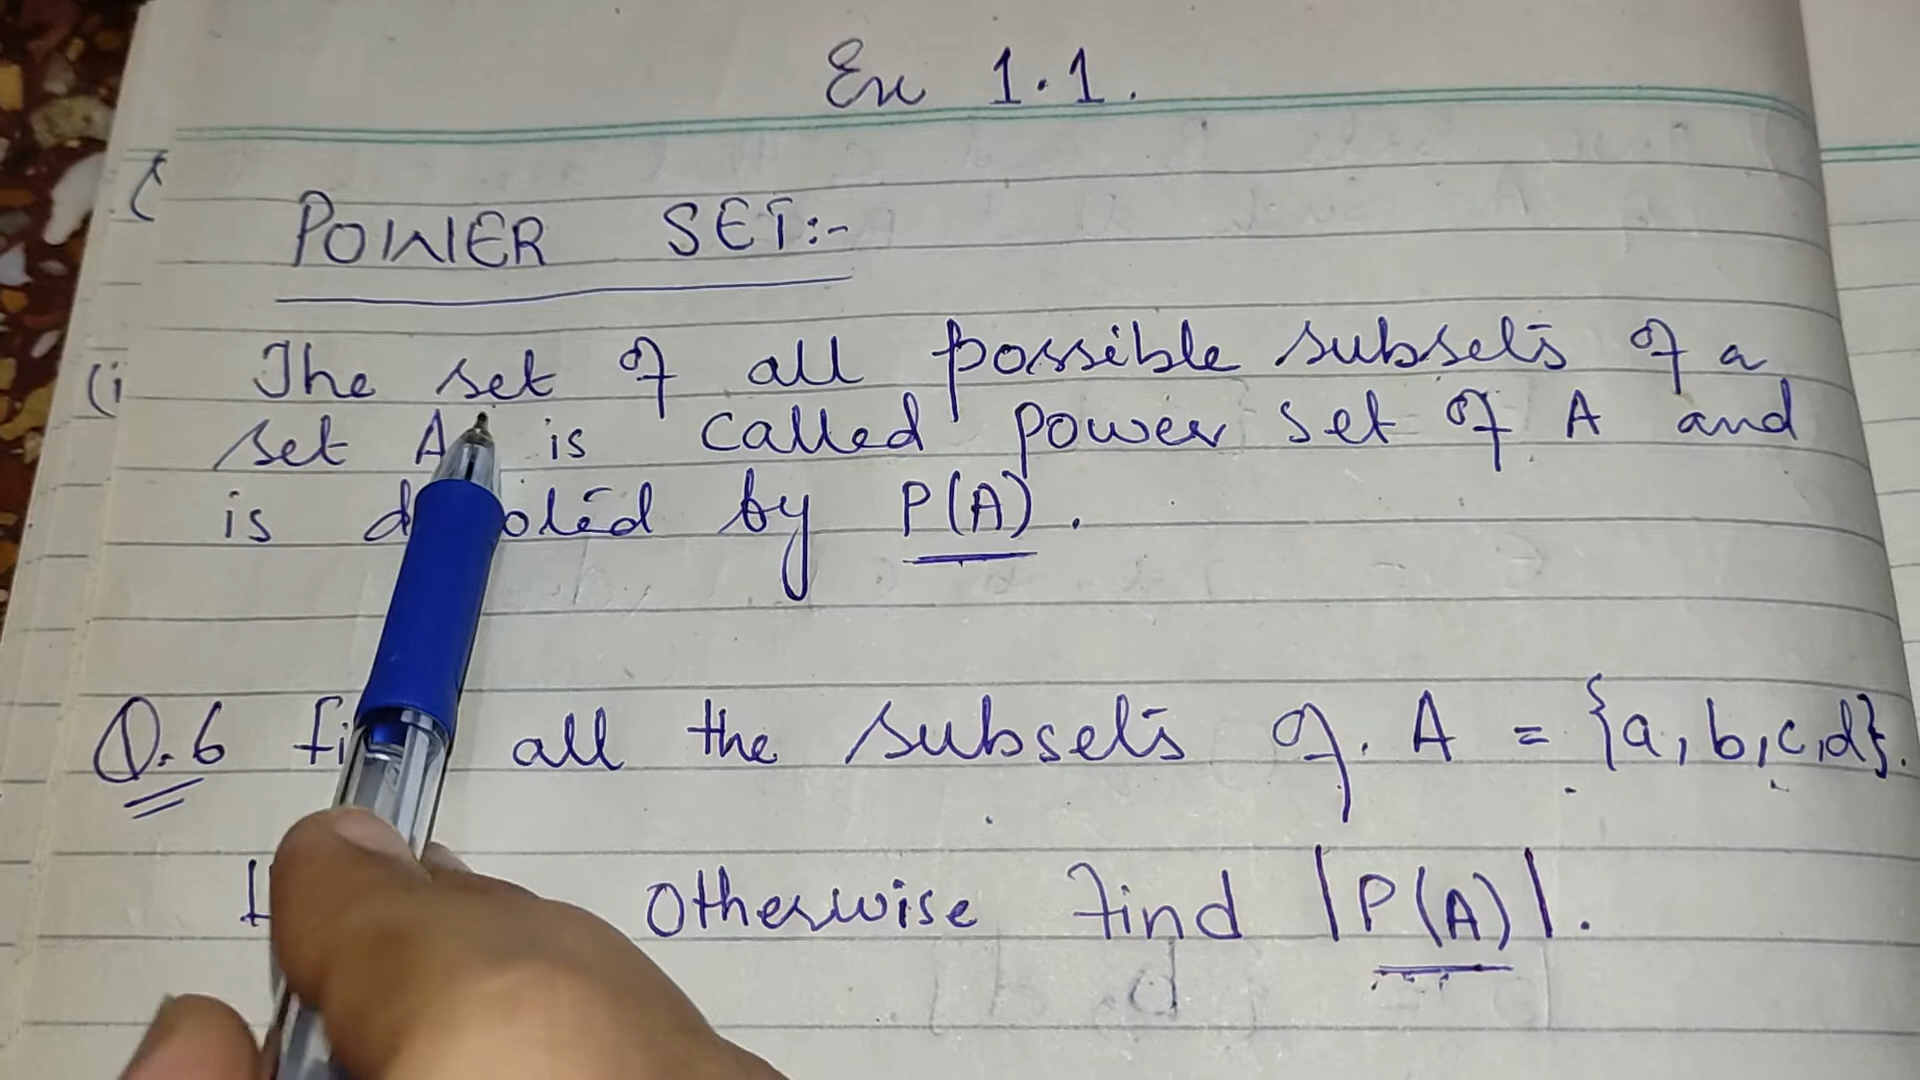 Ex 1.1.
POWER SET:-
(i
The set of all possible subsets of a
set A is called power set of A and
is by P(A).
Q.6 all the subsets of. A = {a, b, c, d}.
otherwise find |P(A)|.